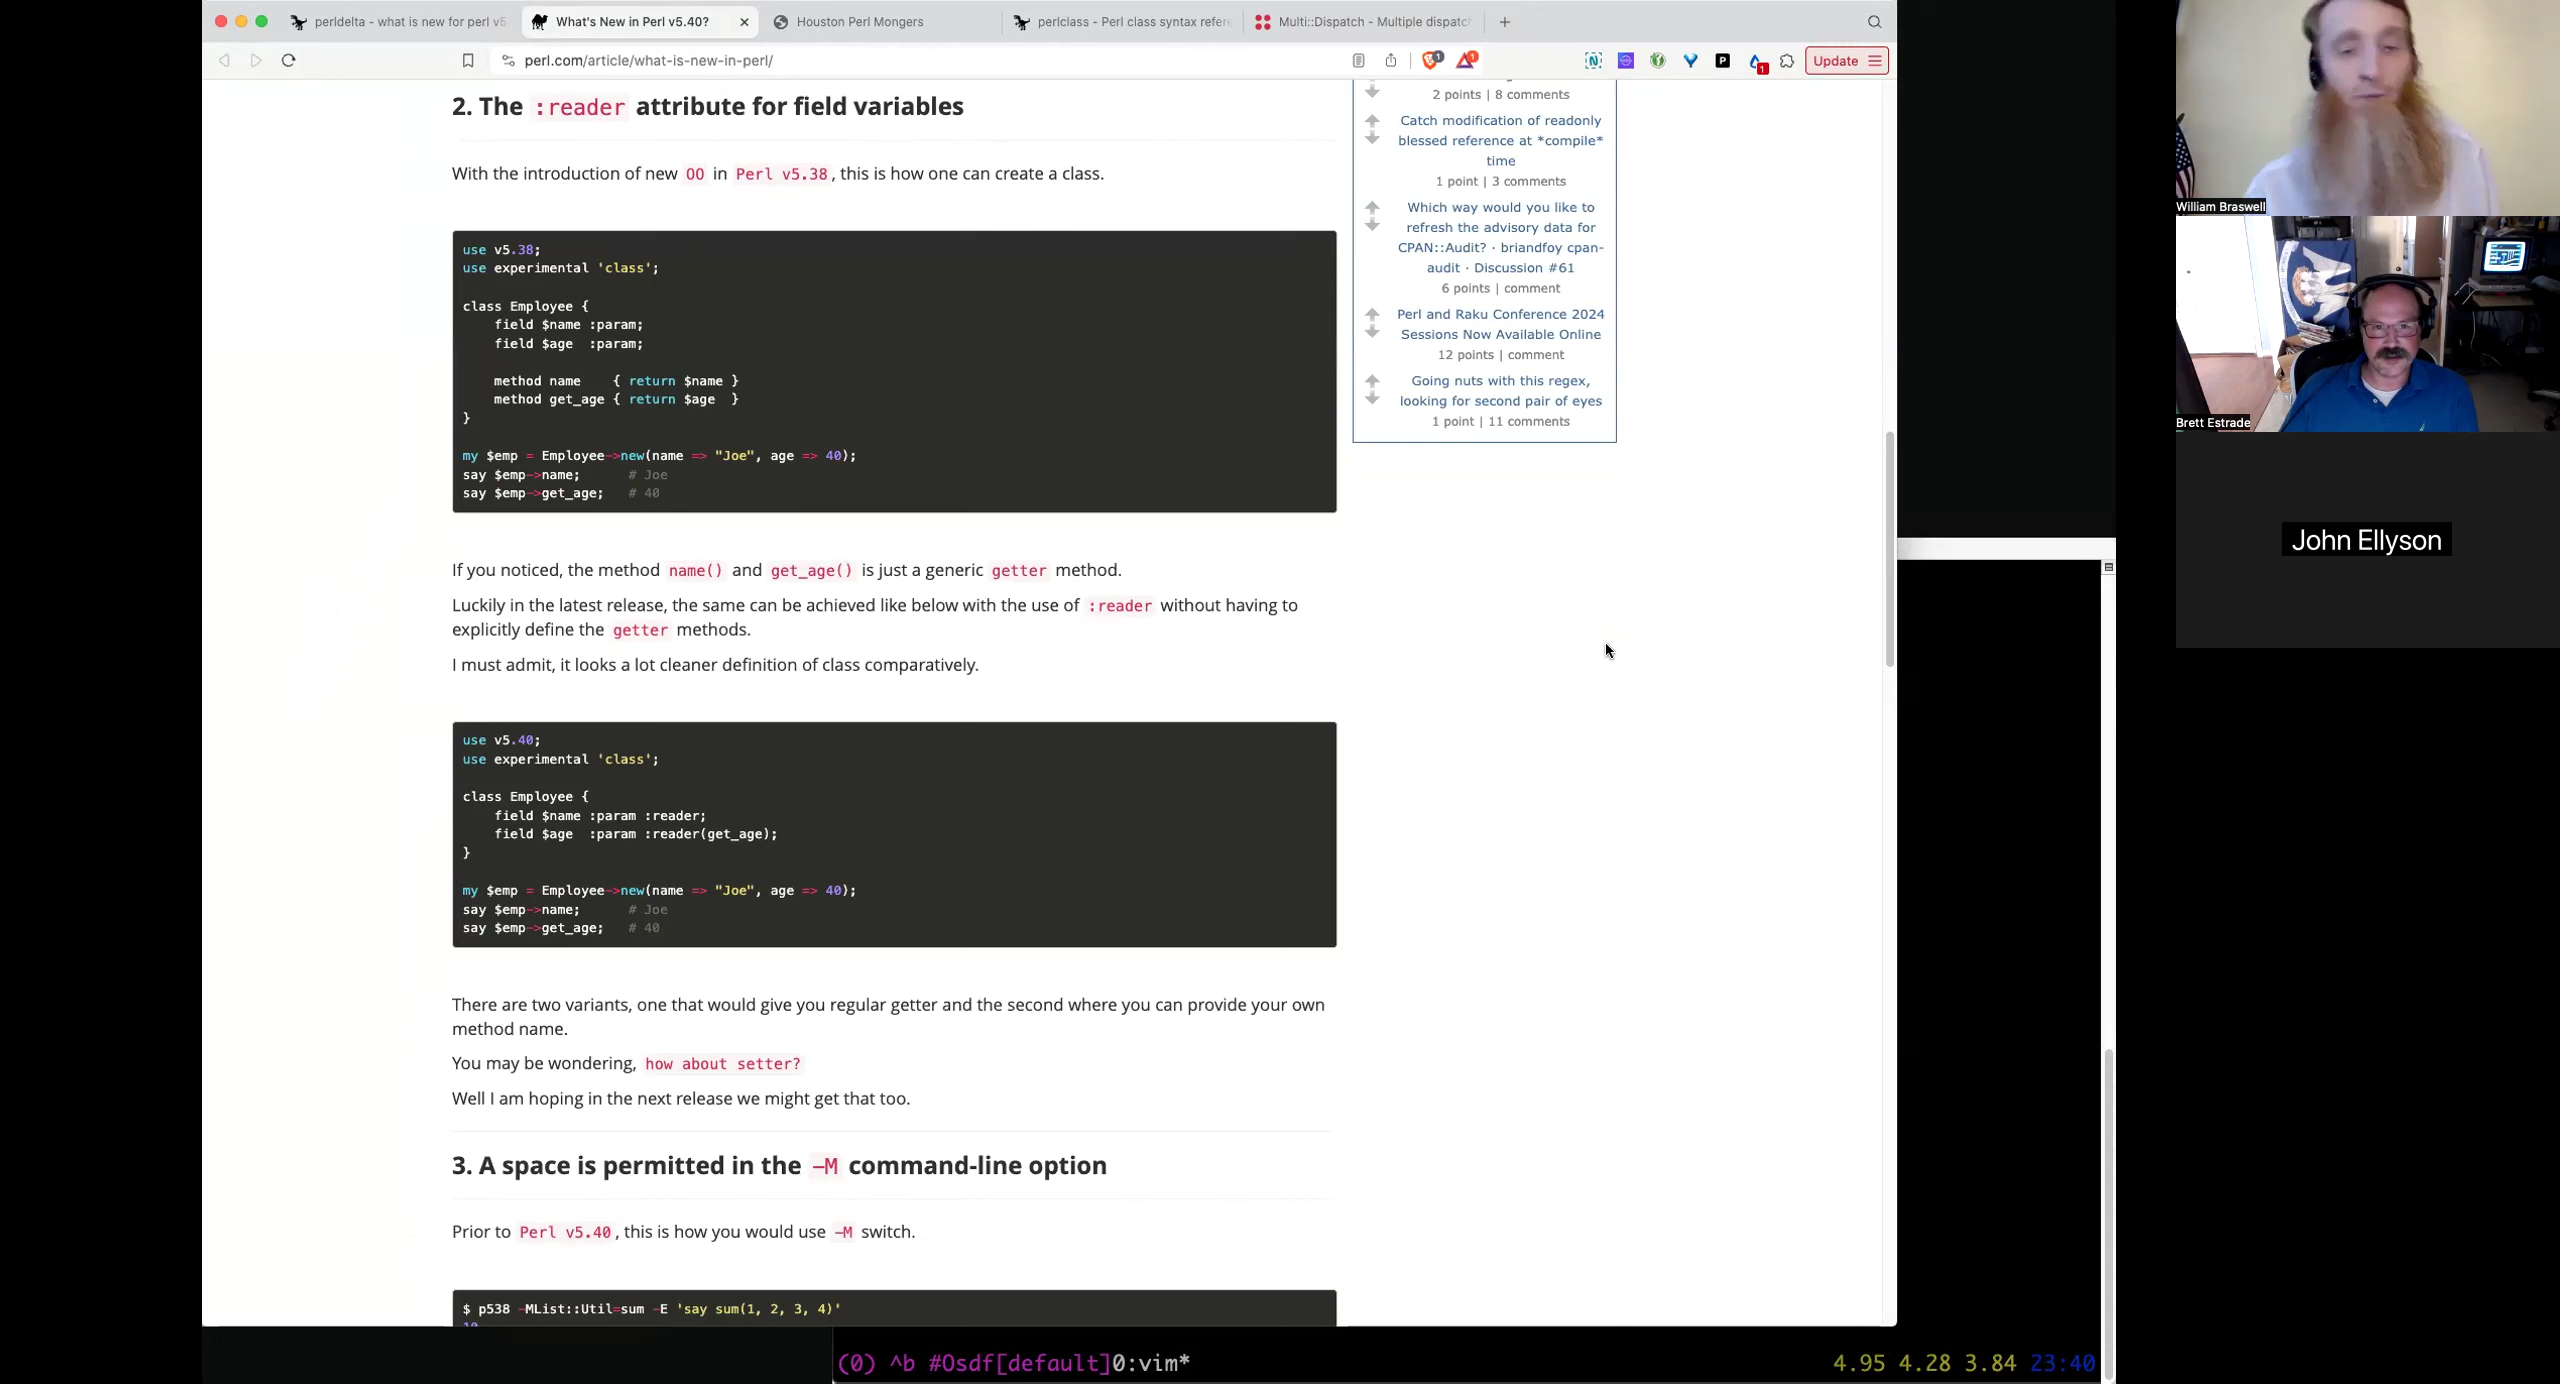 perldelta - what is new for perl v5
What's New in Perl v5.40?
Houston Perl Mongers
perlclass - Perl class syntax refere
Multi::Dispatch - Multiple dispatch
perl.com/article/what-is-new-in-perl/
Update
2. The :reader attribute for field variables
With the introduction of new OO in Perl v5.38, this is how one can create a class.
use v5.38;
use experimental 'class';
class Employee {
field $name :param;
field $age :param;
method name { return $name }
method get_age { return $age }
}
my $emp = Employee->new(name => "Joe", age => 40);
say $emp->name; # Joe
say $emp->get_age; # 40
If you noticed, the method name() and get_age() is just a generic getter method.
Luckily in the latest release, the same can be achieved like below with the use of :reader without having to
explicitly define the getter methods.
I must admit, it looks a lot cleaner definition of class comparatively.
use v5.40;
use experimental 'class';
class Employee {
field $name :param :reader;
field $age :param :reader(get_age);
}
my $emp = Employee->new(name => "Joe", age => 40);
say $emp->name; # Joe
say $emp->get_age; # 40
There are two variants, one that would give you regular getter and the second where you can provide your own
method name.
You may be wondering, how about setter?
Well I am hoping in the next release we might get that too.
3. A space is permitted in the -M command-line option
Prior to Perl v5.40, this is how you would use -M switch.
$ p538 -MList::Util=sum -E 'say sum(1, 2, 3, 4)'
10
2 points | 8 comments
Catch modification of readonly
blessed reference at *compile*
time
1 point | 3 comments
Which way would you like to
refresh the advisory data for
CPAN::Audit? · briandfoy cpan-
audit · Discussion #61
6 points | comment
Perl and Raku Conference 2024
Sessions Now Available Online
12 points | comment
Going nuts with this regex,
looking for second pair of eyes
1 point | 11 comments
William Braswell
Brett Estrade
John Ellyson
(0) ^b #Osdf[default]0:vim*
4.95 4.28 3.84 23:40